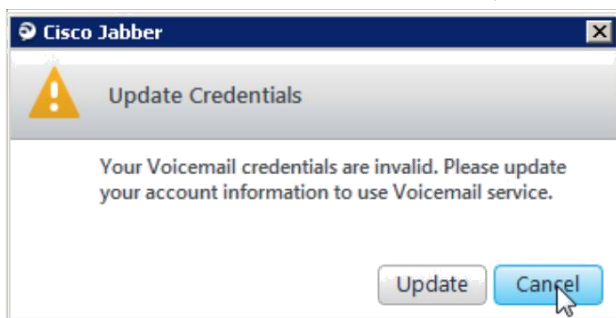 Cisco Jabber
Update Credentials
Your Voicemail credentials are invalid. Please update
your account information to use Voicemail service.
Update Cancel